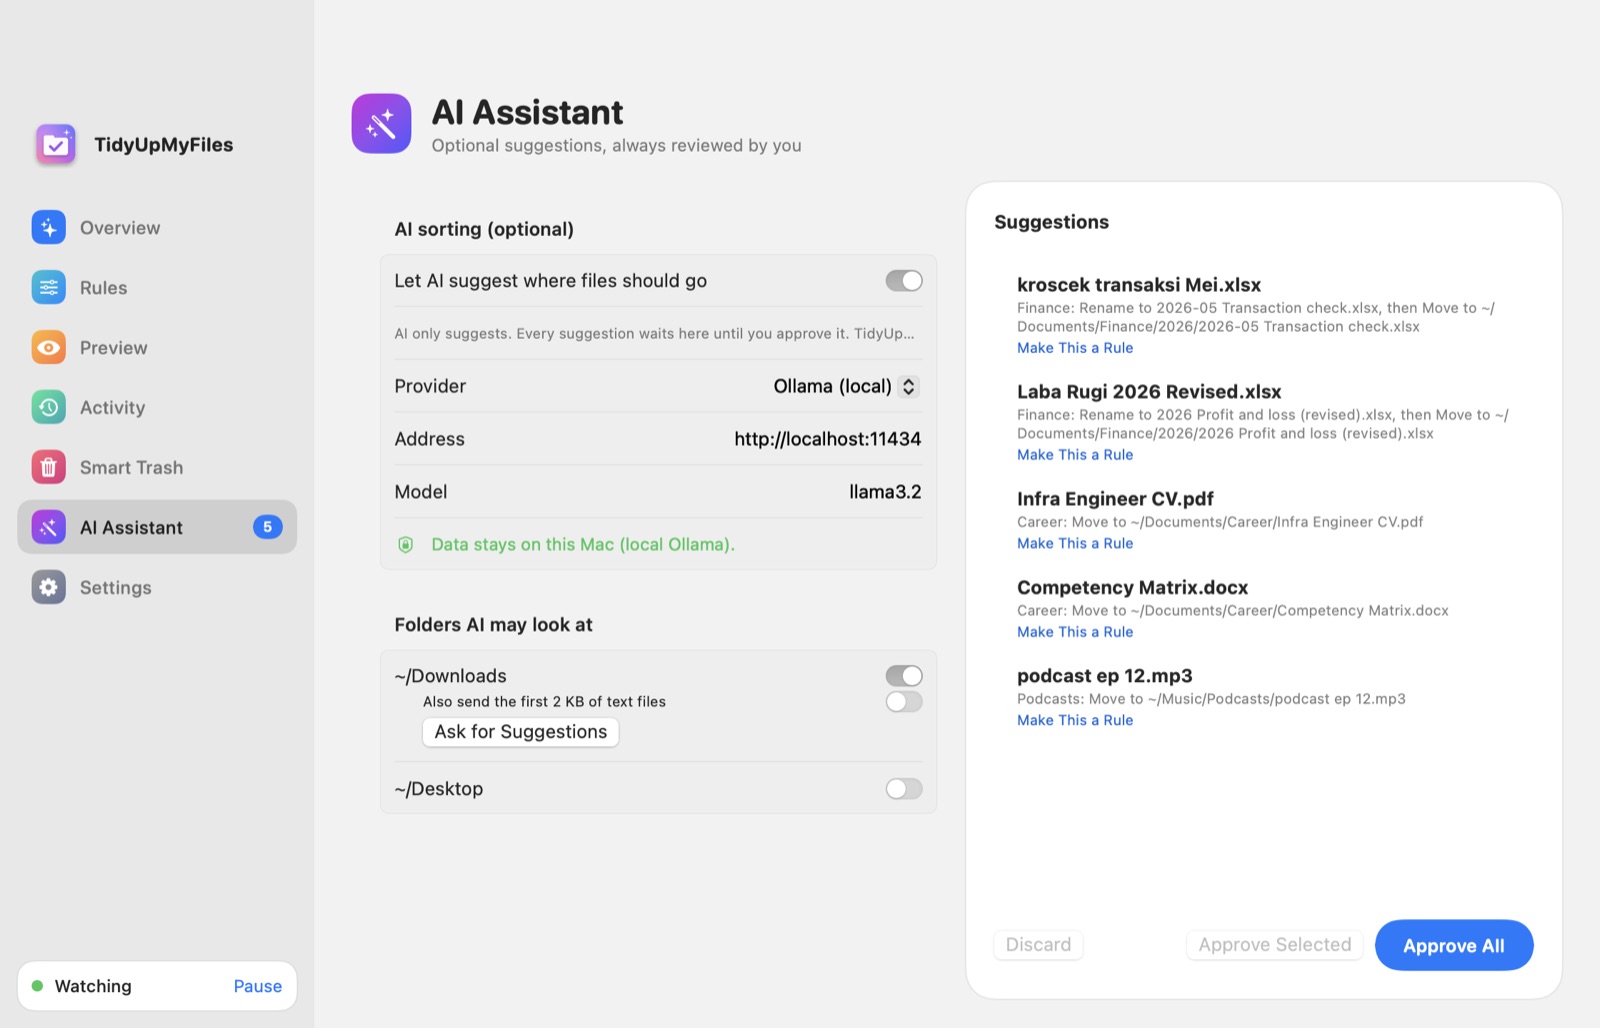 TidyUpMyFiles
Overview
Rules
Preview
Activity
Smart Trash
AI Assistant
5
Settings
Watching
Pause
AI Assistant
Optional suggestions, always reviewed by you
AI sorting (optional)
Let AI suggest where files should go
AI only suggests. Every suggestion waits here until you approve it. TidyUp...
Provider
Ollama (local)
Address
http://localhost:11434
Model
llama3.2
Data stays on this Mac (local Ollama).
Folders AI may look at
~/Downloads
Also send the first 2 KB of text files
Ask for Suggestions
~/Desktop
Suggestions
kroscek transaksi Mei.xlsx
Finance: Rename to 2026-05 Transaction check.xlsx, then Move to ~/
Documents/Finance/2026/2026-05 Transaction check.xlsx
Make This a Rule
Laba Rugi 2026 Revised.xlsx
Finance: Rename to 2026 Profit and loss (revised).xlsx, then Move to ~/
Documents/Finance/2026/2026 Profit and loss (revised).xlsx
Make This a Rule
Infra Engineer CV.pdf
Career: Move to ~/Documents/Career/Infra Engineer CV.pdf
Make This a Rule
Competency Matrix.docx
Career: Move to ~/Documents/Career/Competency Matrix.docx
Make This a Rule
podcast ep 12.mp3
Podcasts: Move to ~/Music/Podcasts/podcast ep 12.mp3
Make This a Rule
Discard
Approve Selected
Approve All